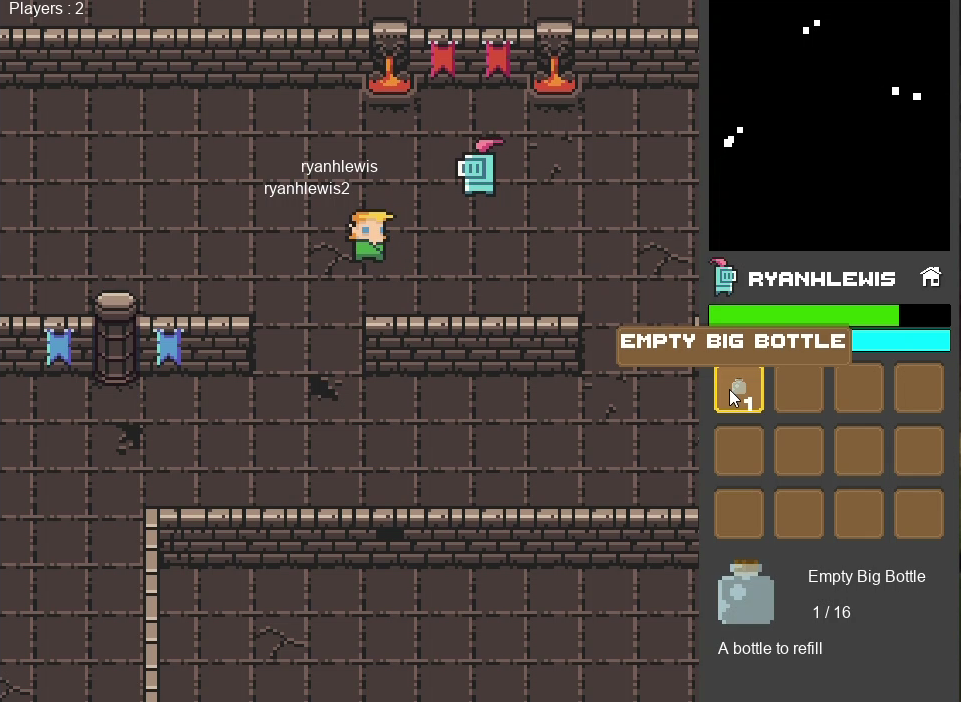 Players : 2
ryanhlewis
ryanhlewis2
RYANHLEWIS
EMPTY BIG BOTTLE
1
Empty Big Bottle
1 / 16
A bottle to refill